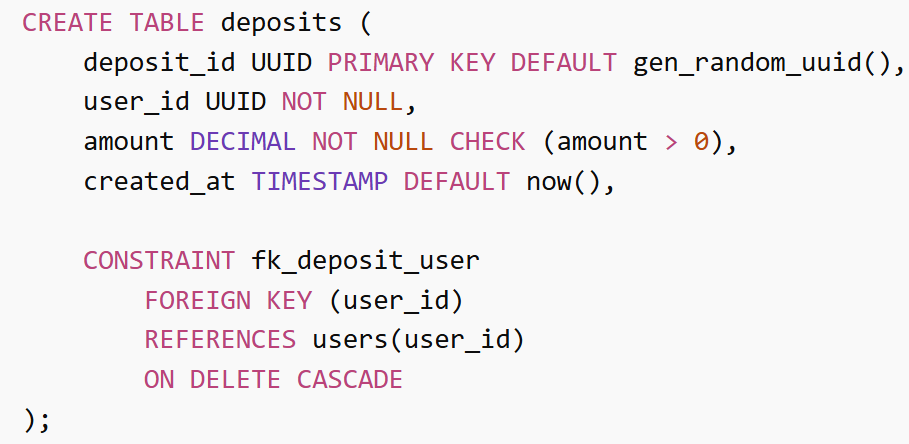 CREATE TABLE deposits (
    deposit_id UUID PRIMARY KEY DEFAULT gen_random_uuid(),
    user_id UUID NOT NULL,
    amount DECIMAL NOT NULL CHECK (amount > 0),
    created_at TIMESTAMP DEFAULT now(),

    CONSTRAINT fk_deposit_user
        FOREIGN KEY (user_id)
        REFERENCES users(user_id)
        ON DELETE CASCADE
);